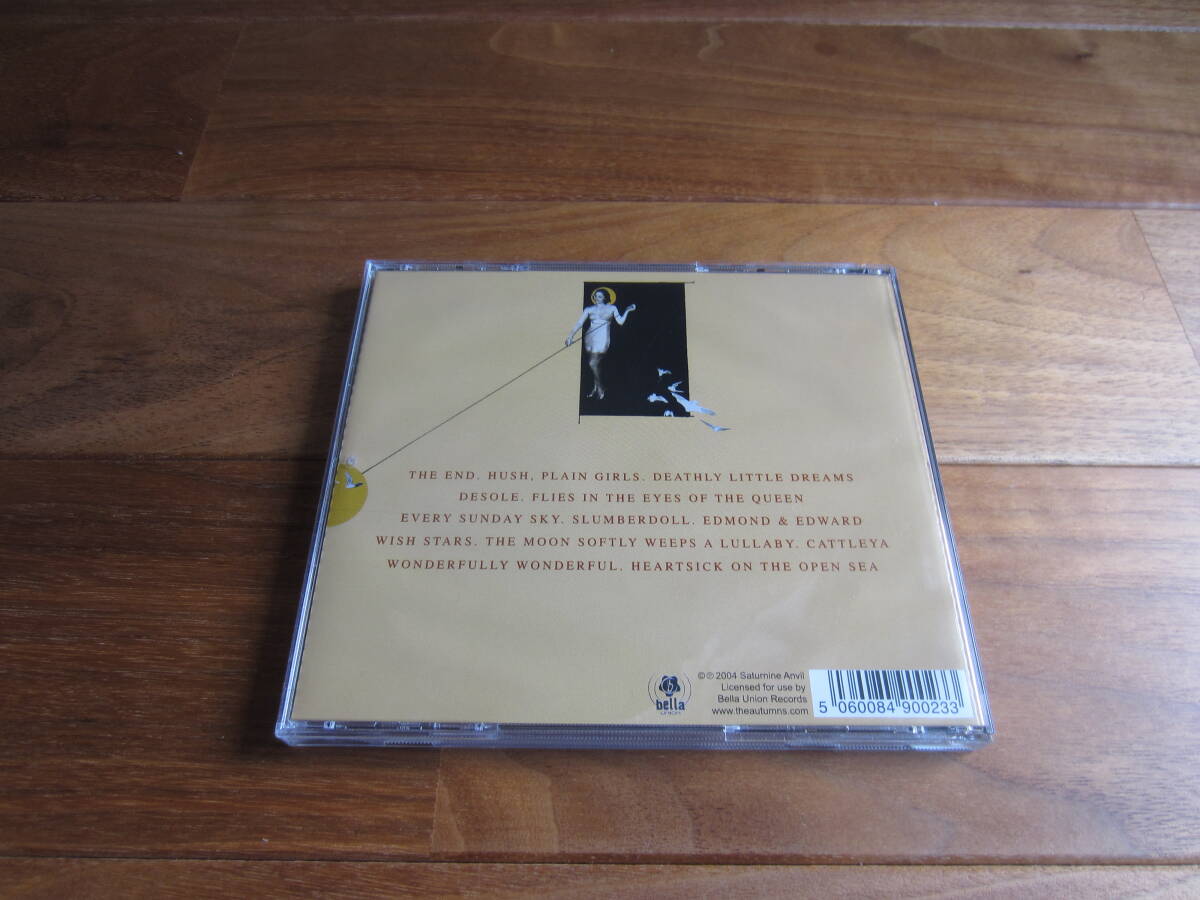 THE END. HUSH, PLAIN GIRLS. DEATHLY LITTLE DREAMS
DESOLE. FLIES IN THE EYES OF THE QUEEN
EVERY SUNDAY SKY. SLUMBERDOLL. EDMOND & EDWARD
WISH STARS. THE MOON SOFTLY WEEPS A LULLABY. CATTLEYA
WONDERFULLY WONDERFUL. HEARTSICK ON THE OPEN SEA
bella
UNION
©℗ 2004 Saturnine Anvil
Licensed for use by
Bella Union Records
www.theautumns.com
5 060084 900233